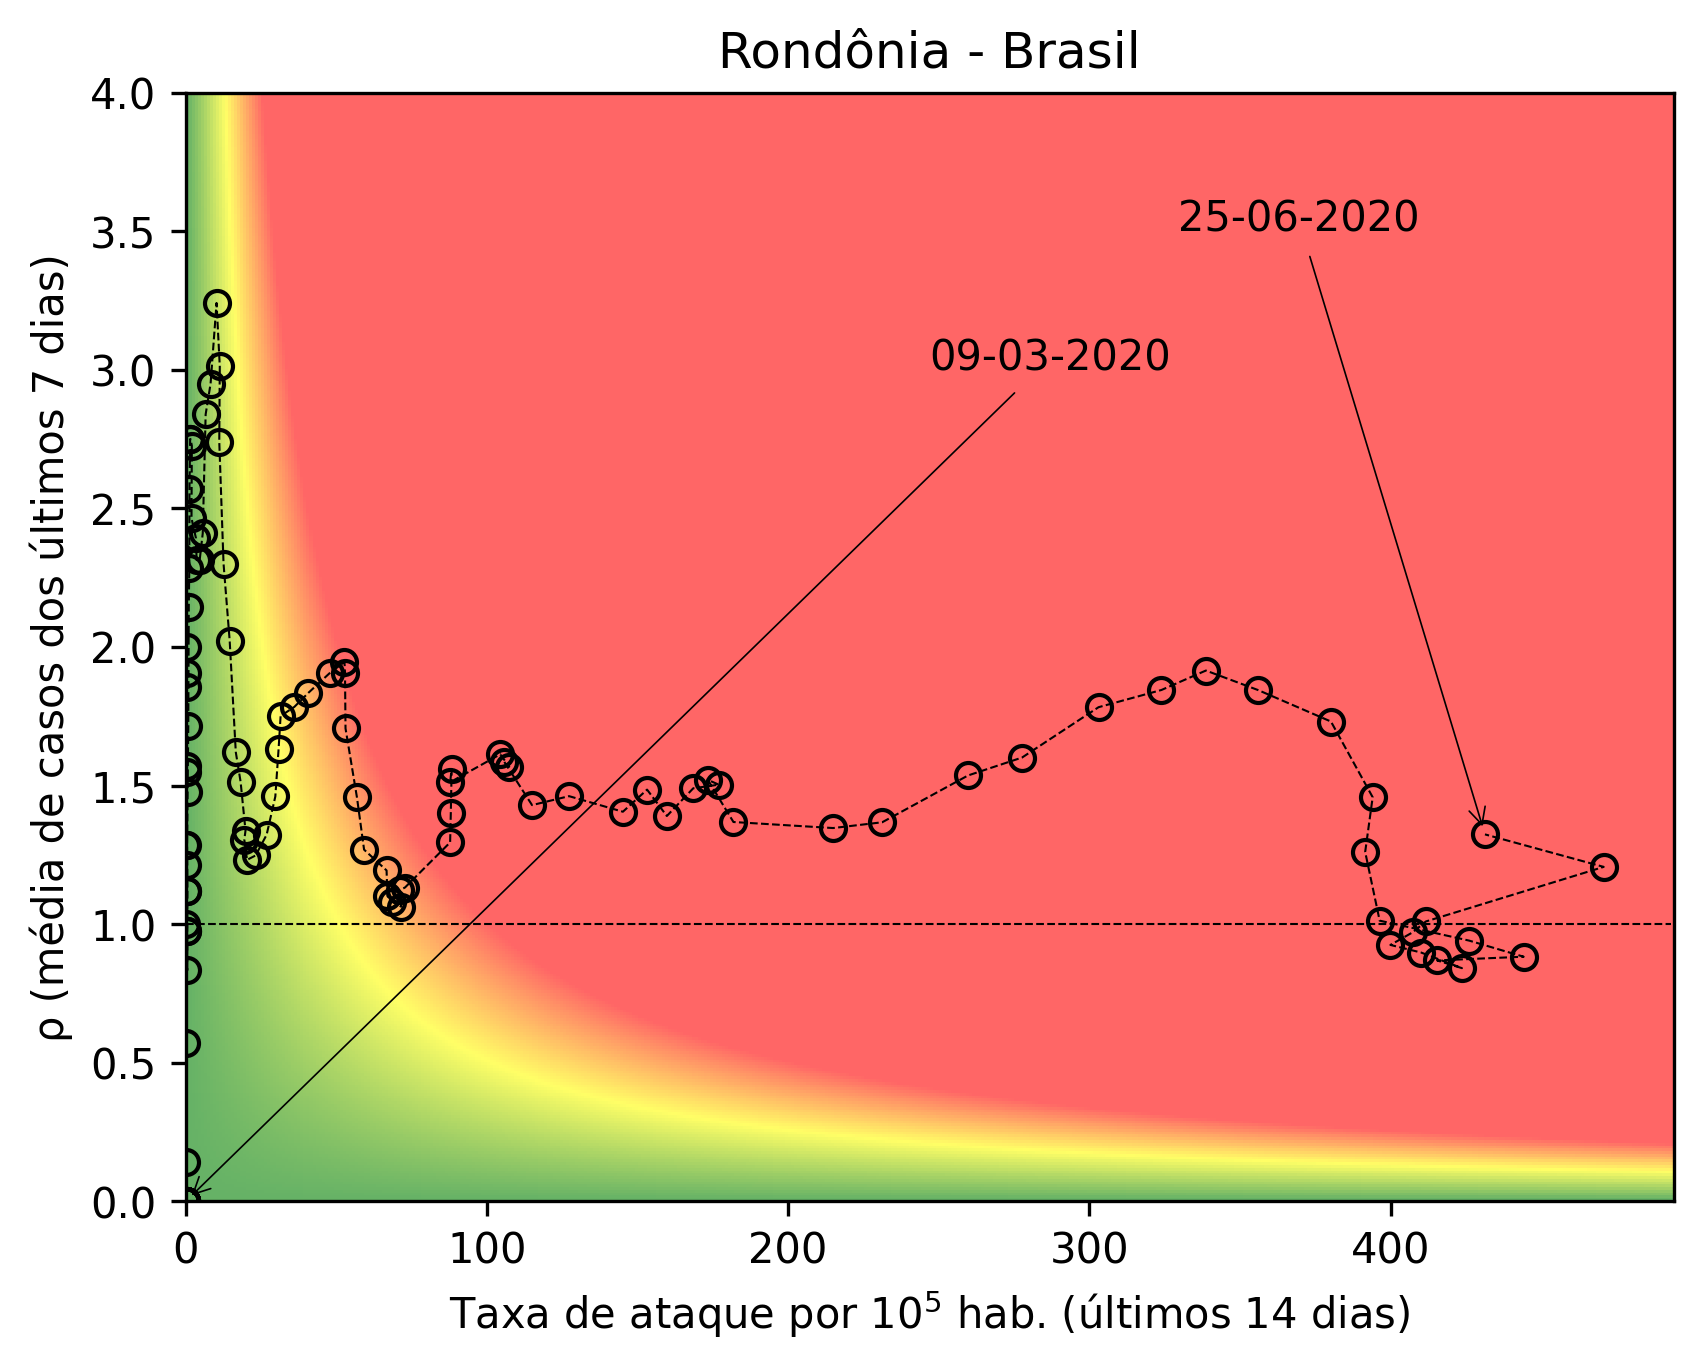 Rondônia - Brasil
4.0
3.5
3.0
2.5
2.0
1.5
1.0
0.5
0.0
ρ (média de casos dos últimos 7 dias)
25-06-2020
09-03-2020
0 100 200 300 400
Taxa de ataque por 10⁵ hab. (últimos 14 dias)